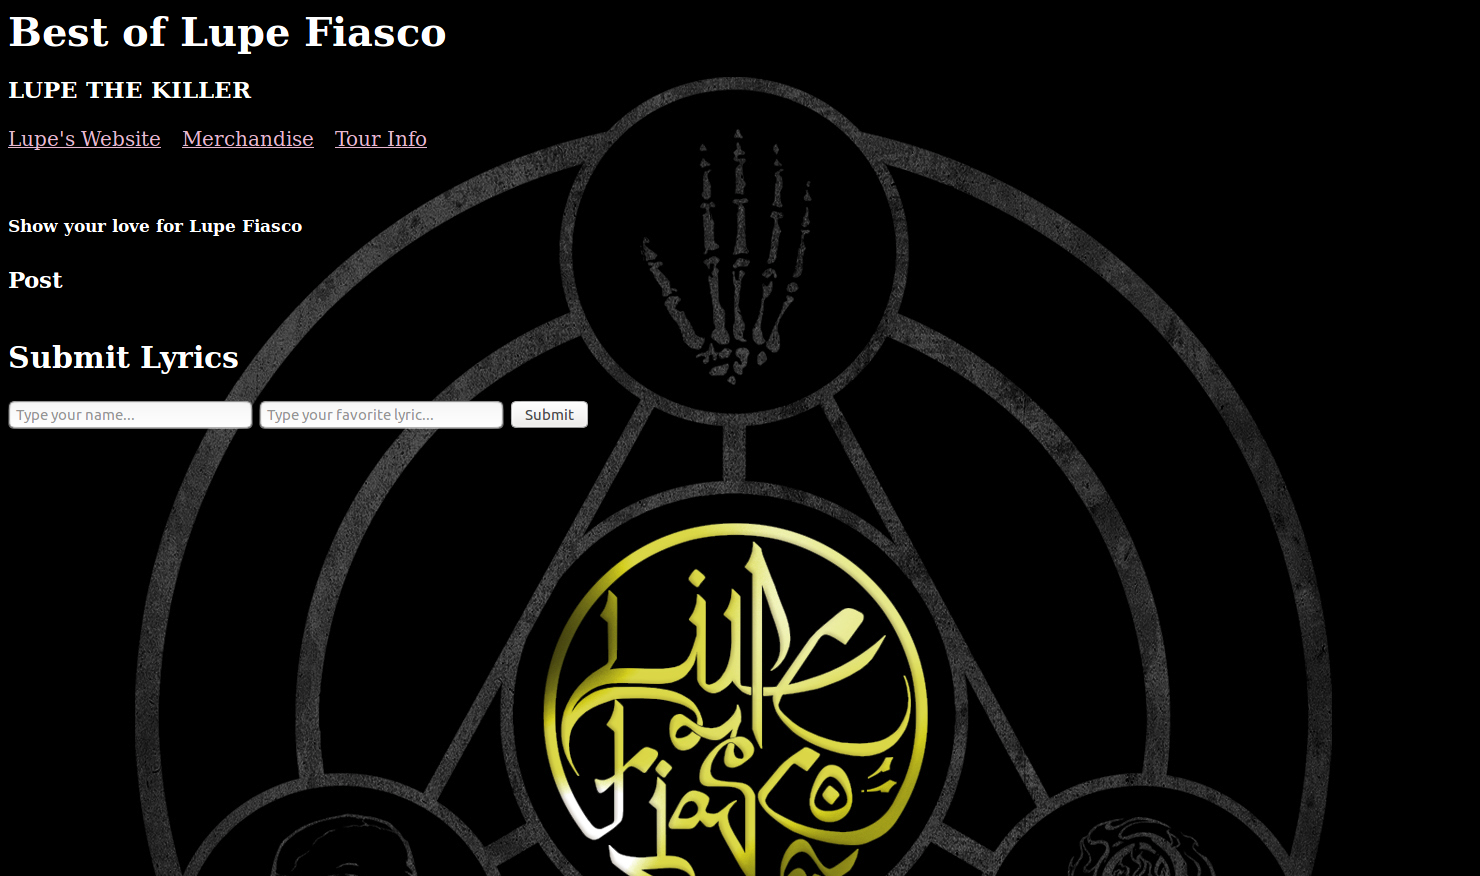 Best of Lupe Fiasco
LUPE THE KILLER
Lupe's Website Merchandise Tour Info
Show your love for Lupe Fiasco
Post
Submit Lyrics
Type your name... Type your favorite lyric... Submit
Lupe
Fiasco